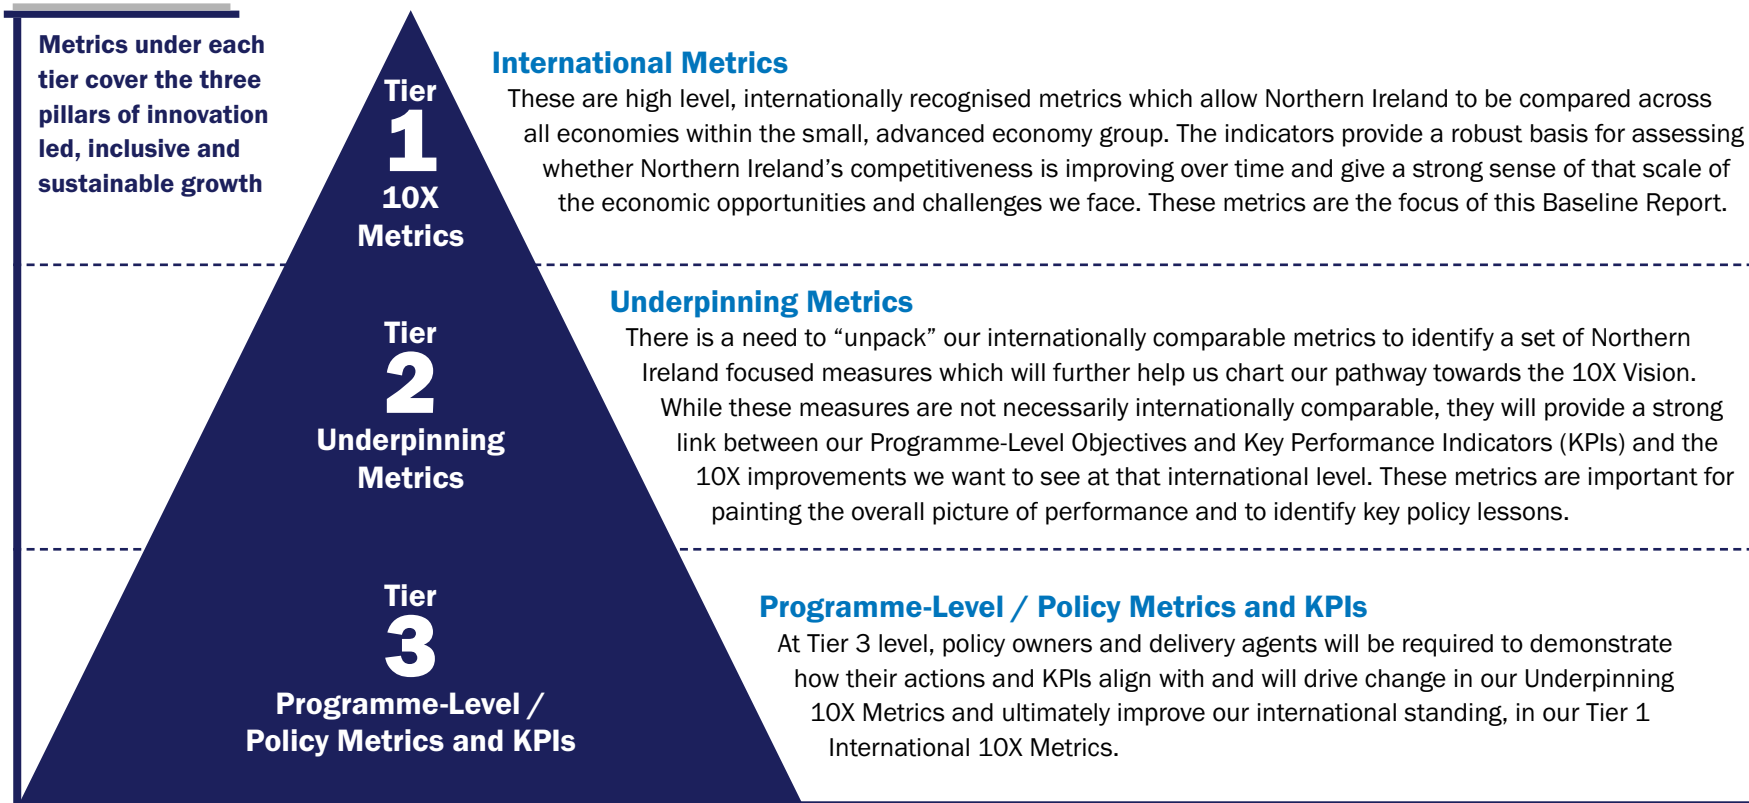 Metrics under each
tier cover the three
pillars of innovation
led, inclusive and
sustainable growth
Tier
1
10X
Metrics
International Metrics
These are high level, internationally recognised metrics which allow Northern Ireland to be compared across
all economies within the small, advanced economy group. The indicators provide a robust basis for assessing
whether Northern Ireland’s competitiveness is improving over time and give a strong sense of that scale of
the economic opportunities and challenges we face. These metrics are the focus of this Baseline Report.
Tier
2
Underpinning
Metrics
Underpinning Metrics
There is a need to “unpack” our internationally comparable metrics to identify a set of Northern
Ireland focused measures which will further help us chart our pathway towards the 10X Vision.
While these measures are not necessarily internationally comparable, they will provide a strong
link between our Programme-Level Objectives and Key Performance Indicators (KPIs) and the
10X improvements we want to see at that international level. These metrics are important for
painting the overall picture of performance and to identify key policy lessons.
Tier
3
Programme-Level /
Policy Metrics and KPIs
Programme-Level / Policy Metrics and KPIs
At Tier 3 level, policy owners and delivery agents will be required to demonstrate
how their actions and KPIs align with and will drive change in our Underpinning
10X Metrics and ultimately improve our international standing, in our Tier 1
International 10X Metrics.